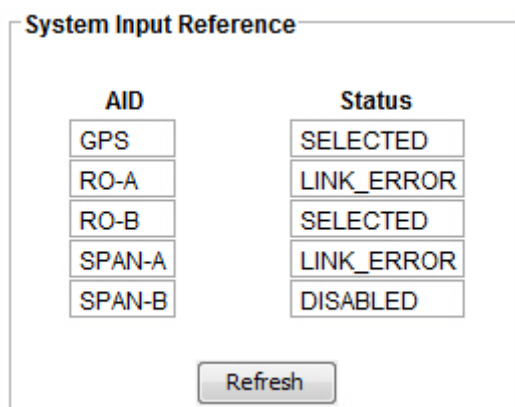 System Input Reference
AID Status
GPS SELECTED
RO-A LINK_ERROR
RO-B SELECTED
SPAN-A LINK_ERROR
SPAN-B DISABLED
Refresh